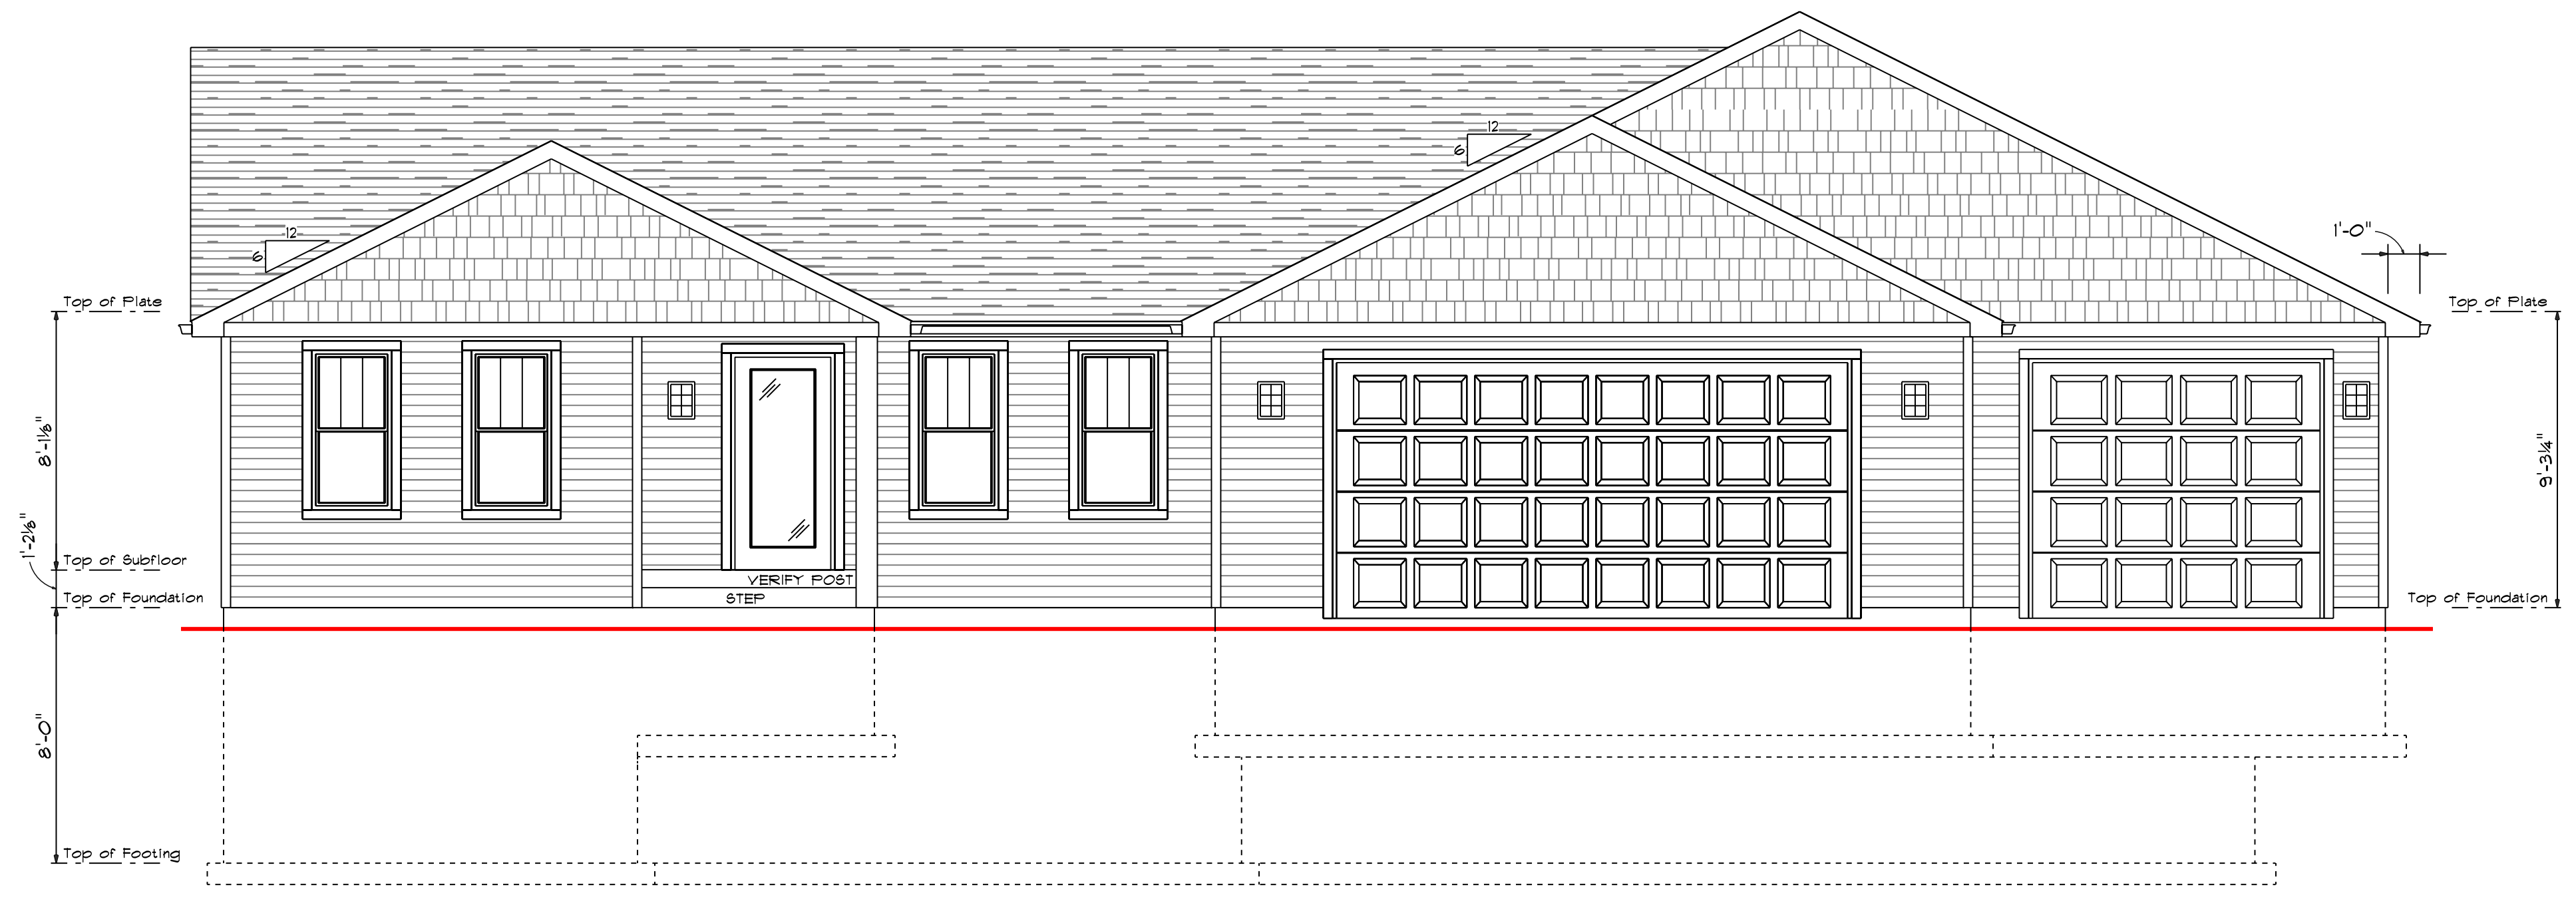 12
6
12
6
1'-0"
Top of Plate
Top of Plate
8'-1⅛"
9'-3¼"
1'-2⅛"
Top of Subfloor
VERIFY POST
STEP
Top of Foundation
Top of Foundation
8'-0"
Top of Footing